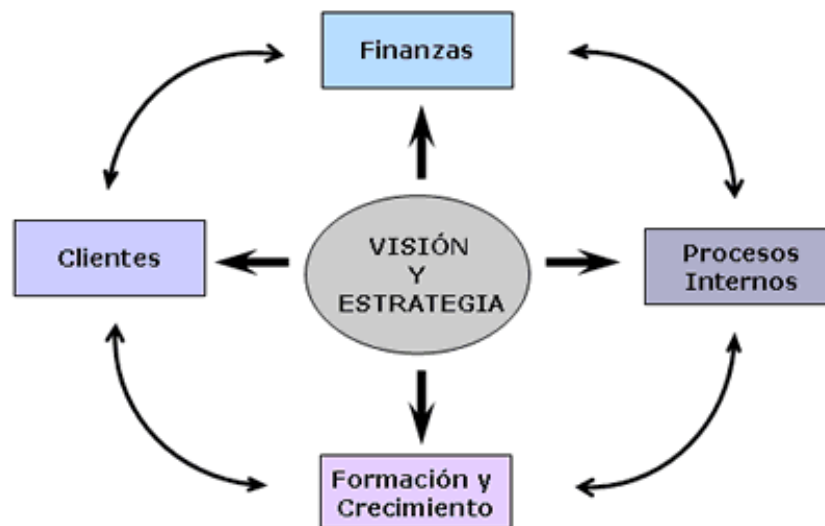 Finanzas
Clientes
VISIÓN
Y
ESTRATEGIA
Procesos
Internos
Formación y
Crecimiento